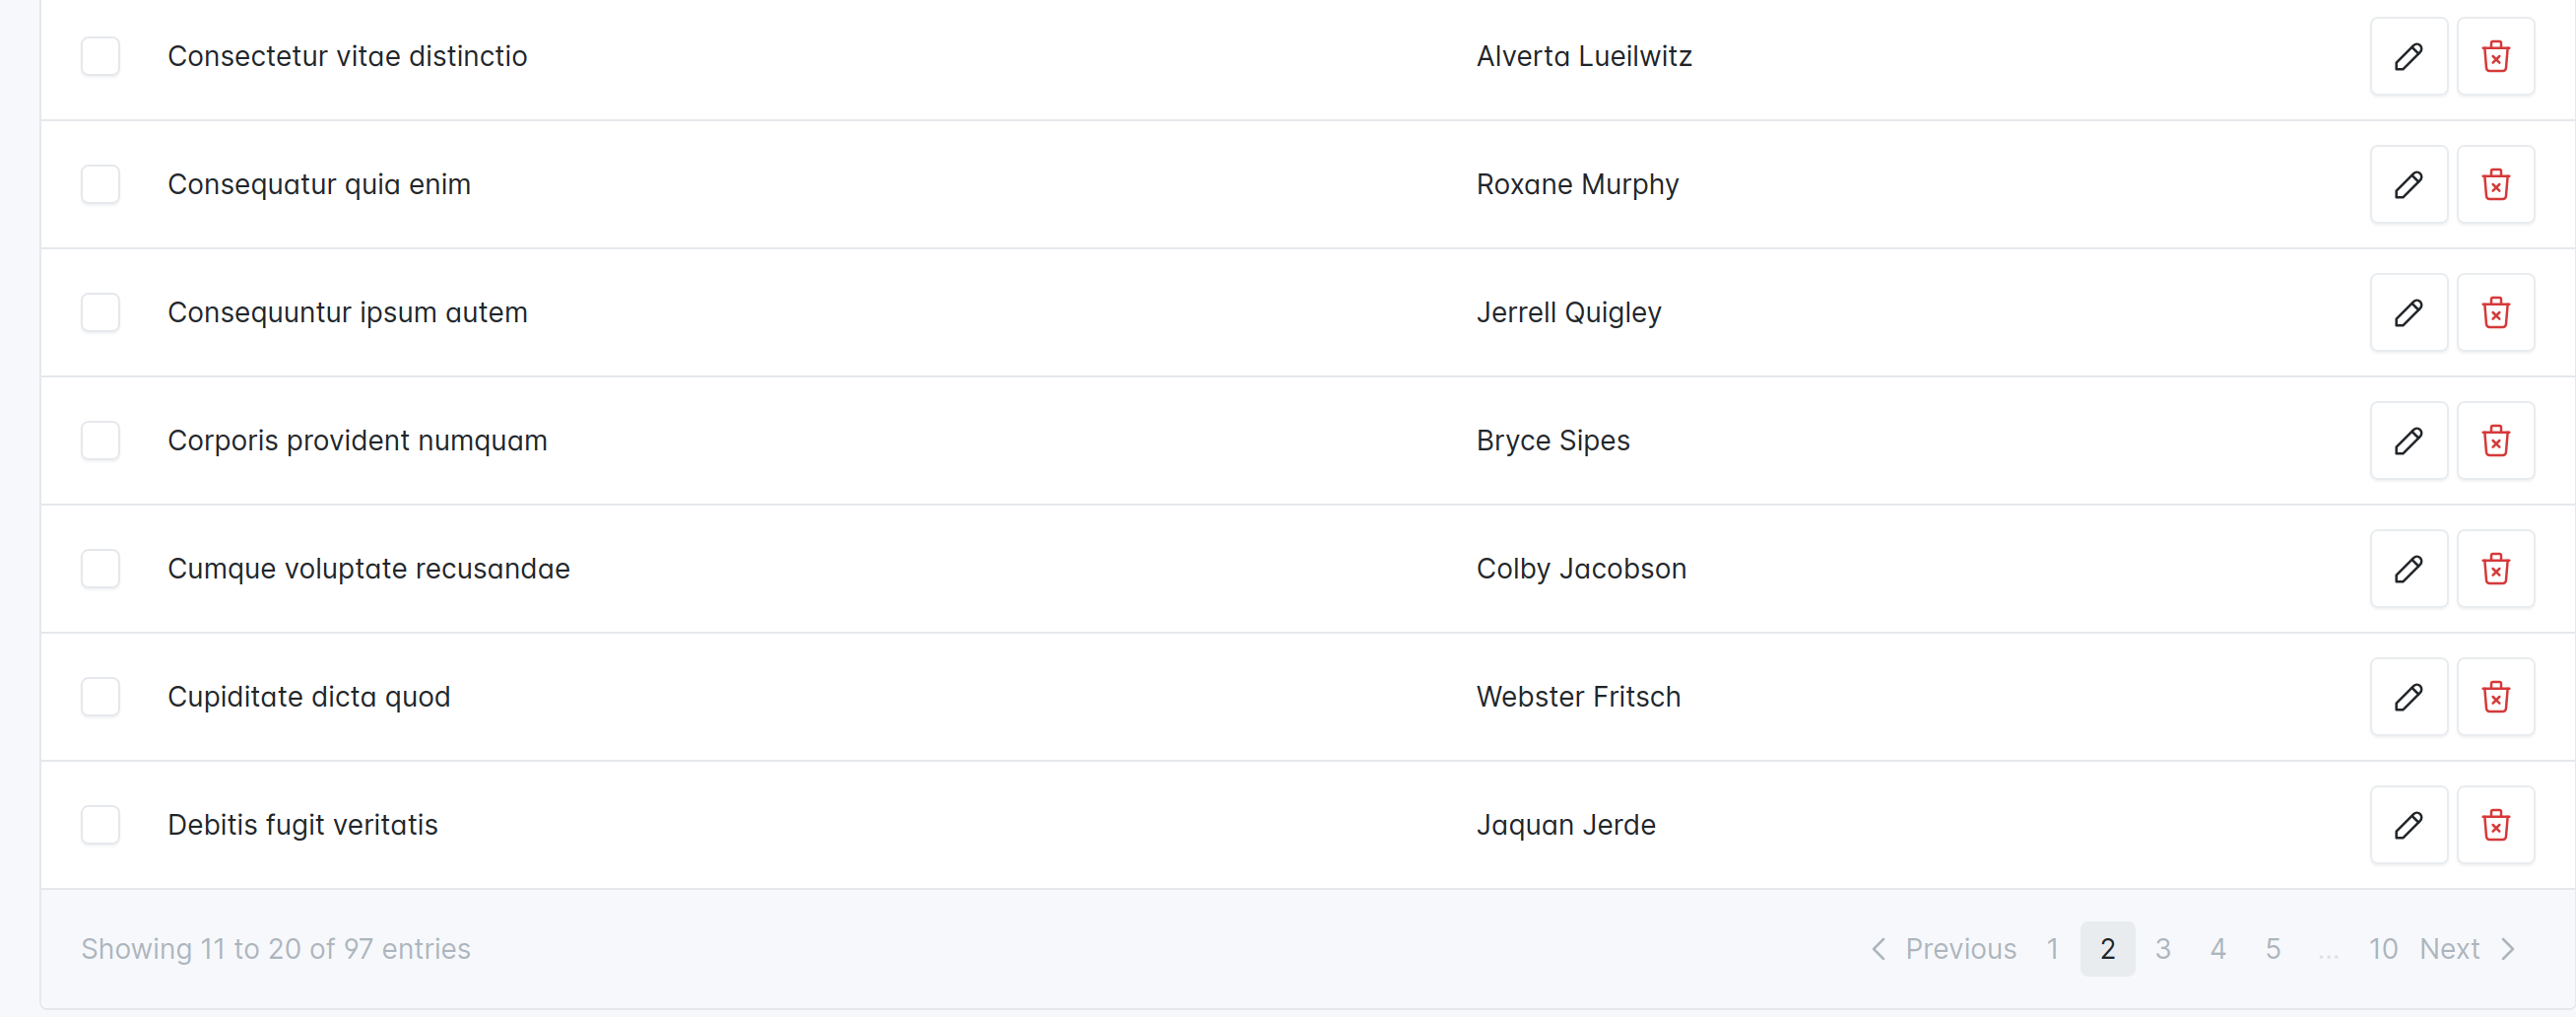 Consectetur vitae distinctio Alverta Lueilwitz
Consequatur quia enim Roxane Murphy
Consequuntur ipsum autem Jerrell Quigley
Corporis provident numquam Bryce Sipes
Cumque voluptate recusandae Colby Jacobson
Cupiditate dicta quod Webster Fritsch
Debitis fugit veritatis Jaquan Jerde
Showing 11 to 20 of 97 entries Previous 1 2 3 4 5 ... 10 Next